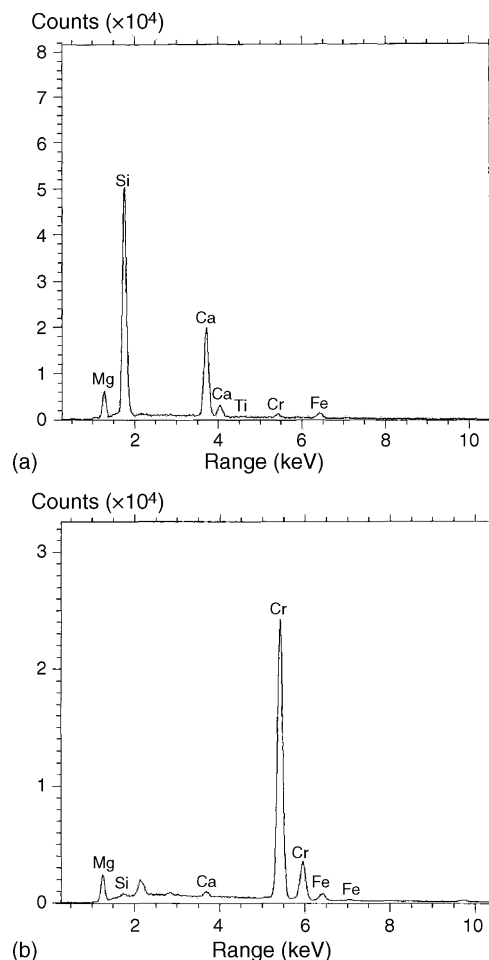 Counts (×10⁴)
8
7
6
5
4
3
2
1
0
Si
Ca
Mg
Ca
Ti
Cr
Fe
2 4 6 8 10
(a) Range (keV)
Counts (×10⁴)
3
2
1
0
Cr
Mg
Si
Ca
Cr
Fe
Fe
2 4 6 8 10
(b) Range (keV)